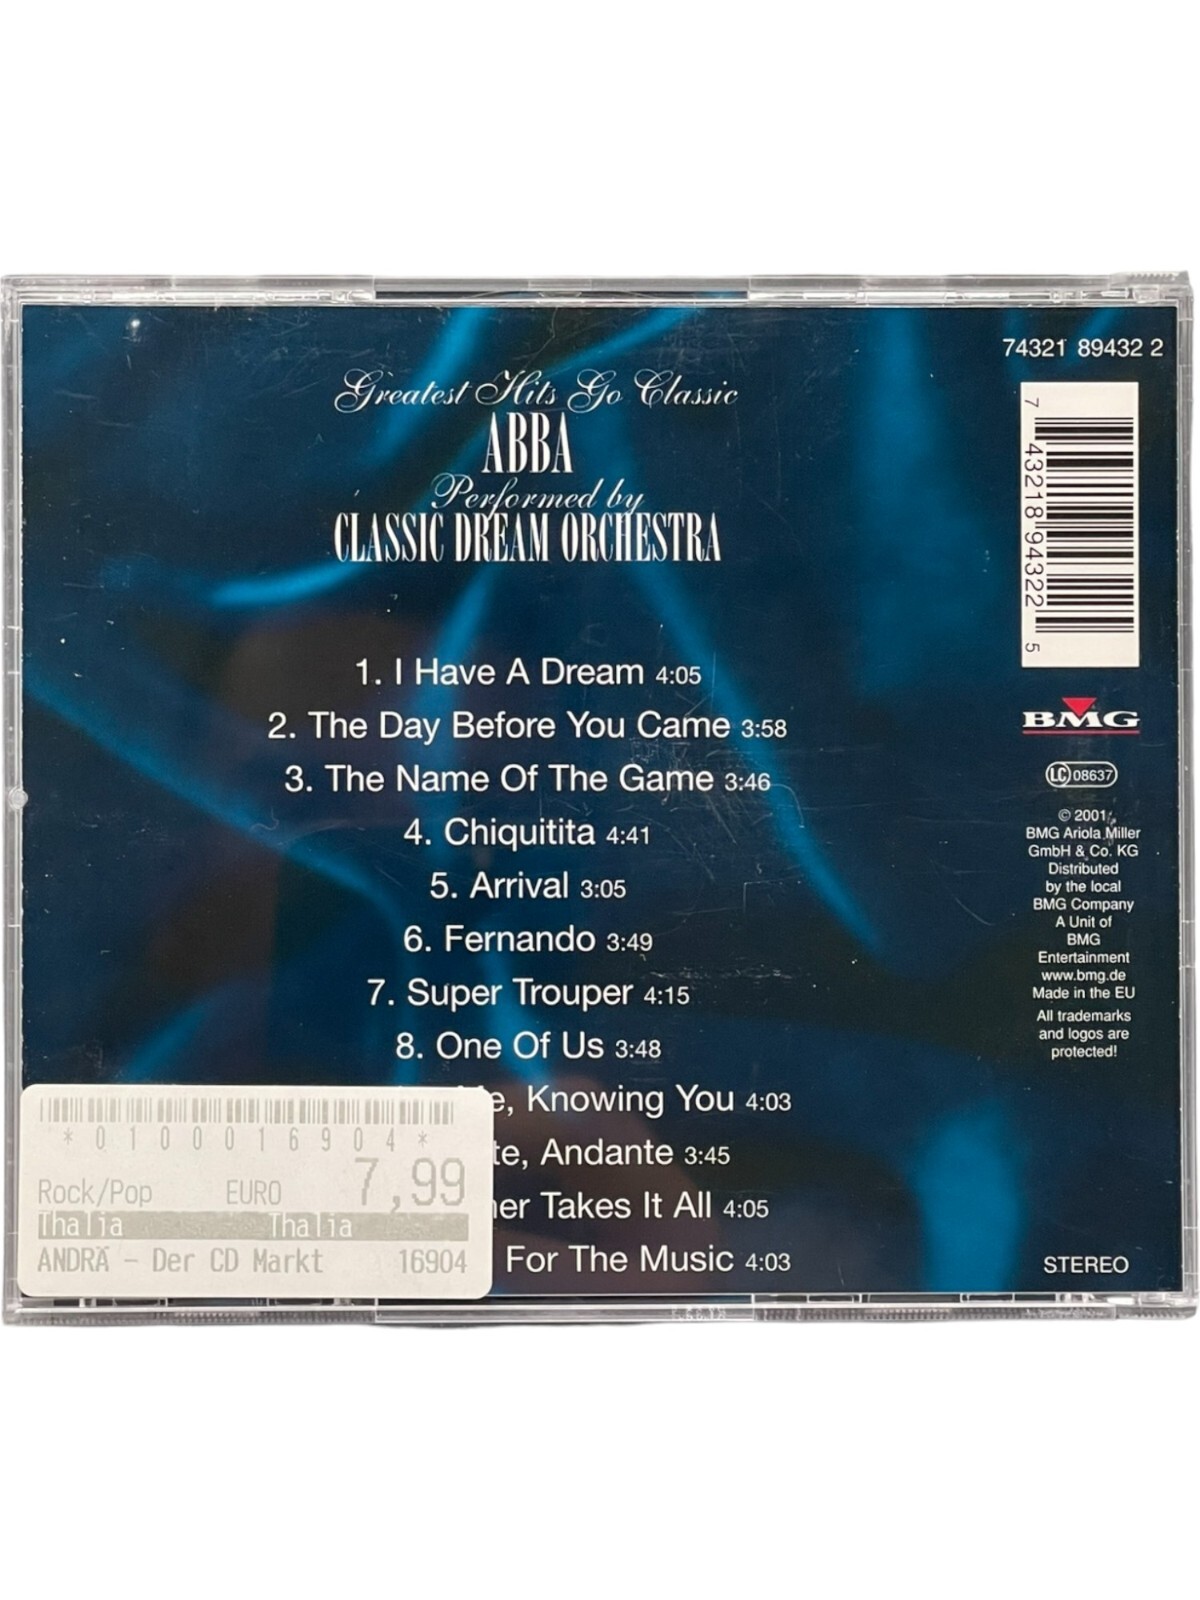 74321 89432 2
Greatest Hits Go Classic
ABBA
Performed by
CLASSIC DREAM ORCHESTRA
7 43218 94322 5
1. I Have A Dream 4:05
2. The Day Before You Came 3:58
3. The Name Of The Game 3:46
4. Chiquitita 4:41
5. Arrival 3:05
6. Fernando 3:49
7. Super Trouper 4:15
8. One Of Us 3:48
Me, Knowing You 4:03
te, Andante 3:45
ner Takes It All 4:05
For The Music 4:03
BMG
LC 08637
© 2001
BMG Ariola Miller
GmbH & Co. KG
Distributed
by the local
BMG Company
A Unit of
BMG
Entertainment
www.bmg.de
Made in the EU
All trademarks
and logos are
protected!
STEREO
*0100016904*
Rock/Pop EURO 7,99
Thalia Thalia
ANDRÄ - Der CD Markt 16904